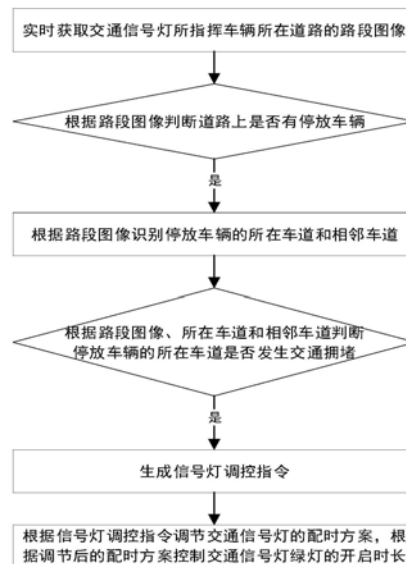 实时获取交通信号灯所指挥车辆所在道路的路段图像
根据路段图像判断道路上是否有停放车辆
是
根据路段图像识别停放车辆的所在车道和相邻车道
根据路段图像、所在车道和相邻车道判断
停放车辆的所在车道是否发生交通拥堵
是
生成信号灯调控指令
根据信号灯调控指令调节交通信号灯的配时方案，根
据调节后的配时方案控制交通信号灯绿灯的开启时长